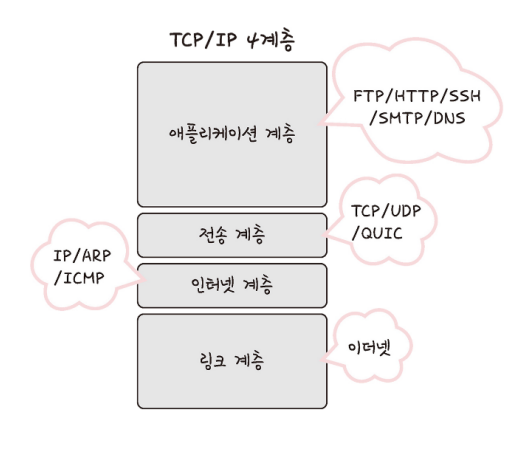 TCP/IP 4계층
FTP/HTTP/SSH
/SMTP/DNS
애플리케이션 계층
TCP/UDP
/QUIC
전송 계층
IP/ARP
/ICMP
인터넷 계층
이더넷
링크 계층